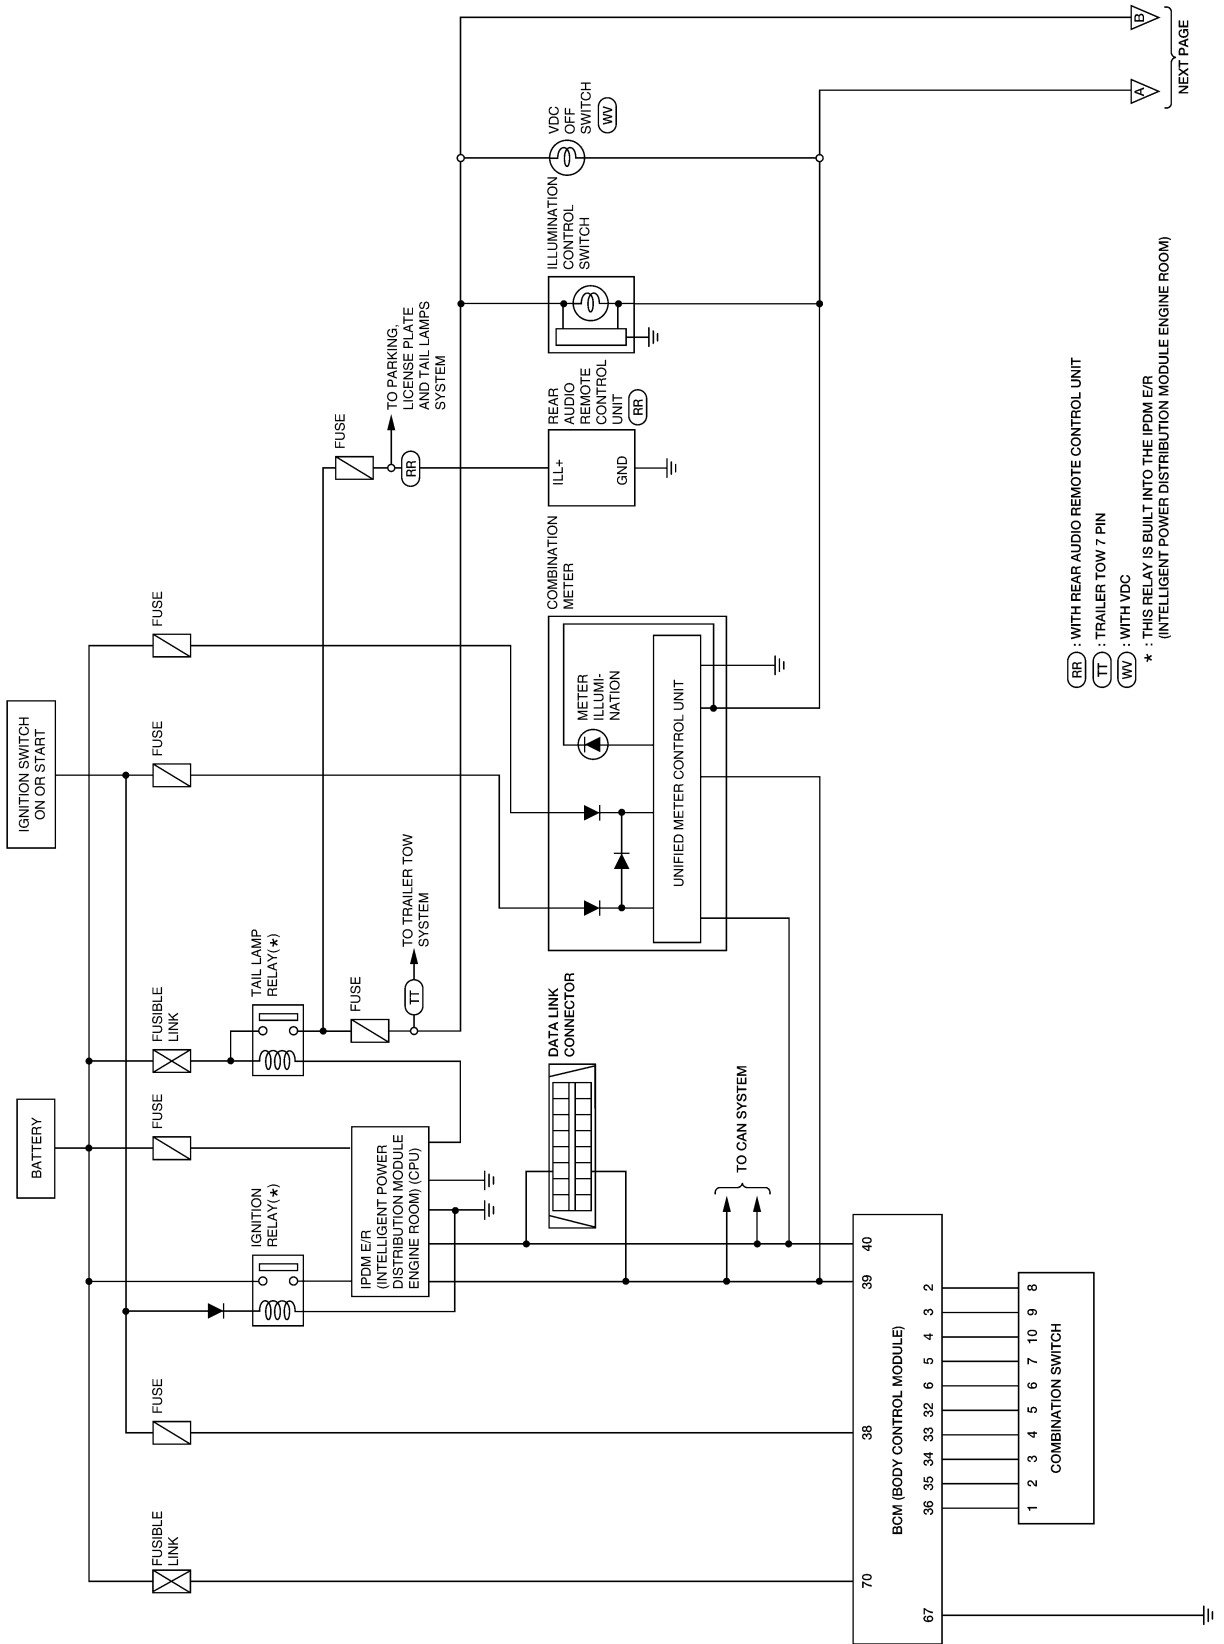 BATTERY
IGNITION SWITCH
ON OR START
FUSIBLE
LINK
FUSE
IGNITION
RELAY(*)
FUSE
FUSIBLE
LINK
TAIL LAMP
RELAY(*)
FUSE
FUSE
FUSE
TT
TO TRAILER TOW
SYSTEM
FUSE
TO PARKING,
LICENSE PLATE
AND TAIL LAMPS
SYSTEM
RR
IPDM E/R
(INTELLIGENT POWER
DISTRIBUTION MODULE
ENGINE ROOM) (CPU)
DATA LINK
CONNECTOR
COMBINATION
METER
METER
ILLUMI-
NATION
UNIFIED METER CONTROL UNIT
REAR
AUDIO
REMOTE
CONTROL
UNIT
RR
ILL+
GND
ILLUMINATION
CONTROL
SWITCH
VDC
OFF
SWITCH
WV
TO CAN SYSTEM
70
38
39
40
BCM (BODY CONTROL MODULE)
67
36
35
34
33
32
6
5
4
3
2
1
2
3
4
5
6
7
10
9
8
COMBINATION SWITCH
RR : WITH REAR AUDIO REMOTE CONTROL UNIT
TT : TRAILER TOW 7 PIN
WV : WITH VDC
* : THIS RELAY IS BUILT INTO THE IPDM E/R
(INTELLIGENT POWER DISTRIBUTION MODULE ENGINE ROOM)
A
B
NEXT PAGE